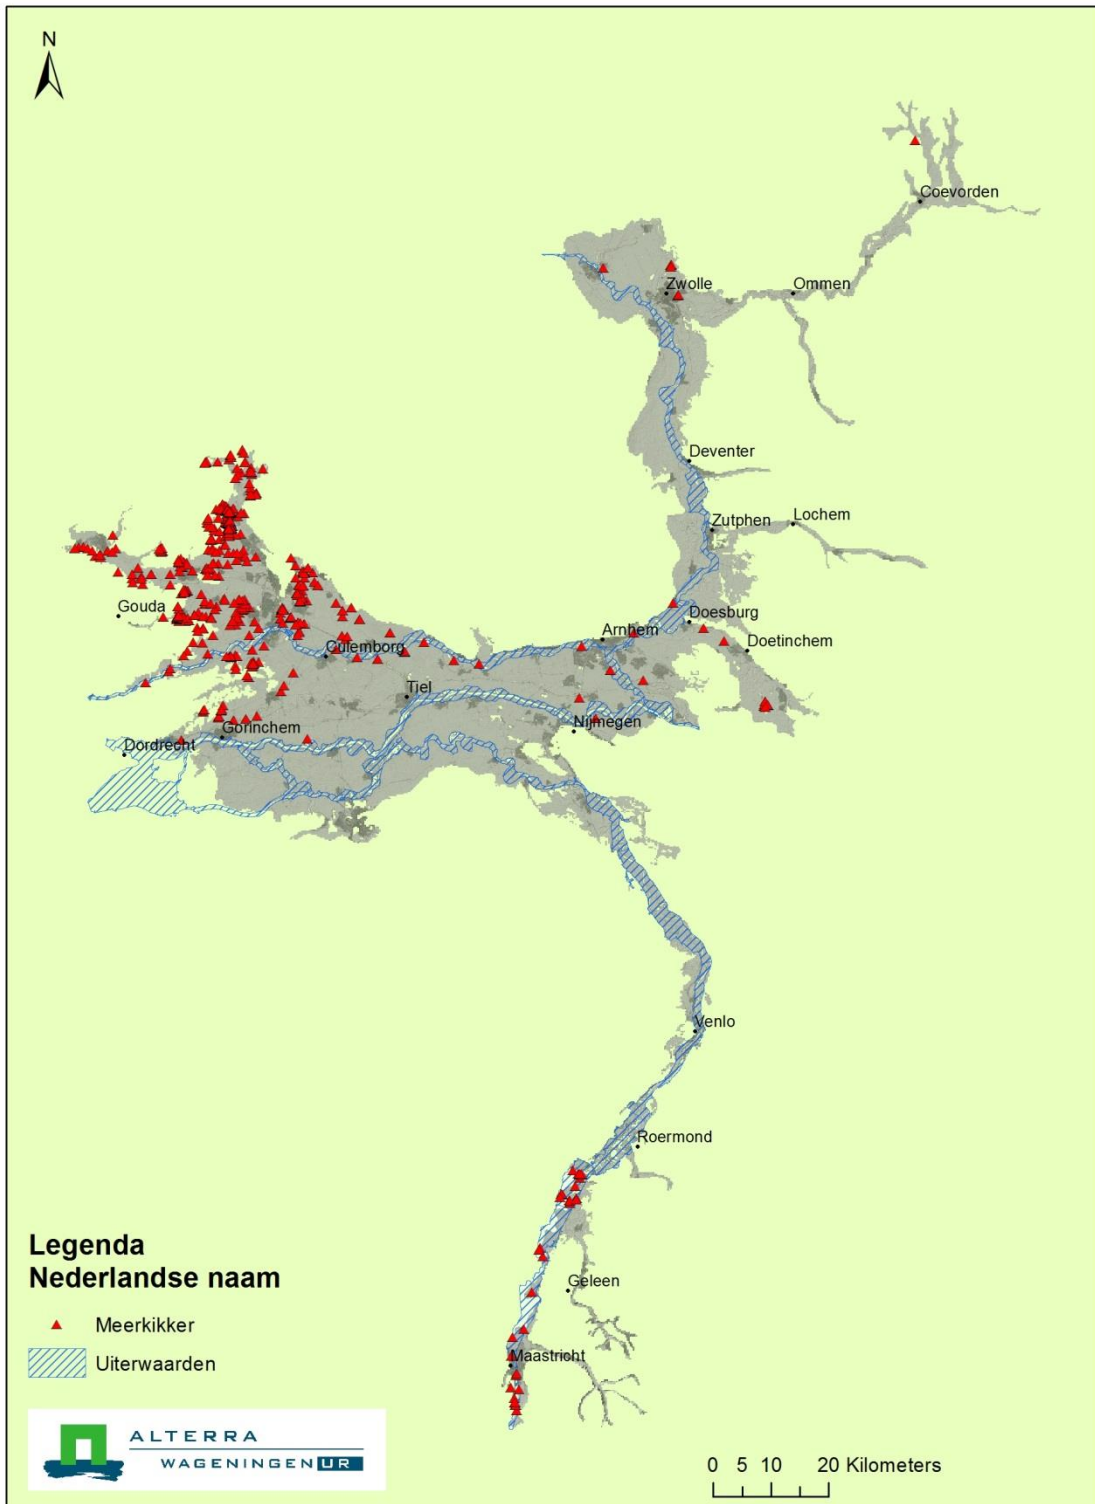 N
Coevorden
Zwolle
Ommen
Deventer
Zutphen
Lochem
Gouda
Doesburg
Arnhem
Doetinchem
Culemborg
Tiel
Nijmegen
Gorinchem
Dordrecht
Venlo
Roermond
Geleen
Maastricht
Legenda
Nederlandse naam
Meerkikker
Uiterwaarden
ALTERRA
WAGENINGEN UR
0 5 10 20 Kilometers